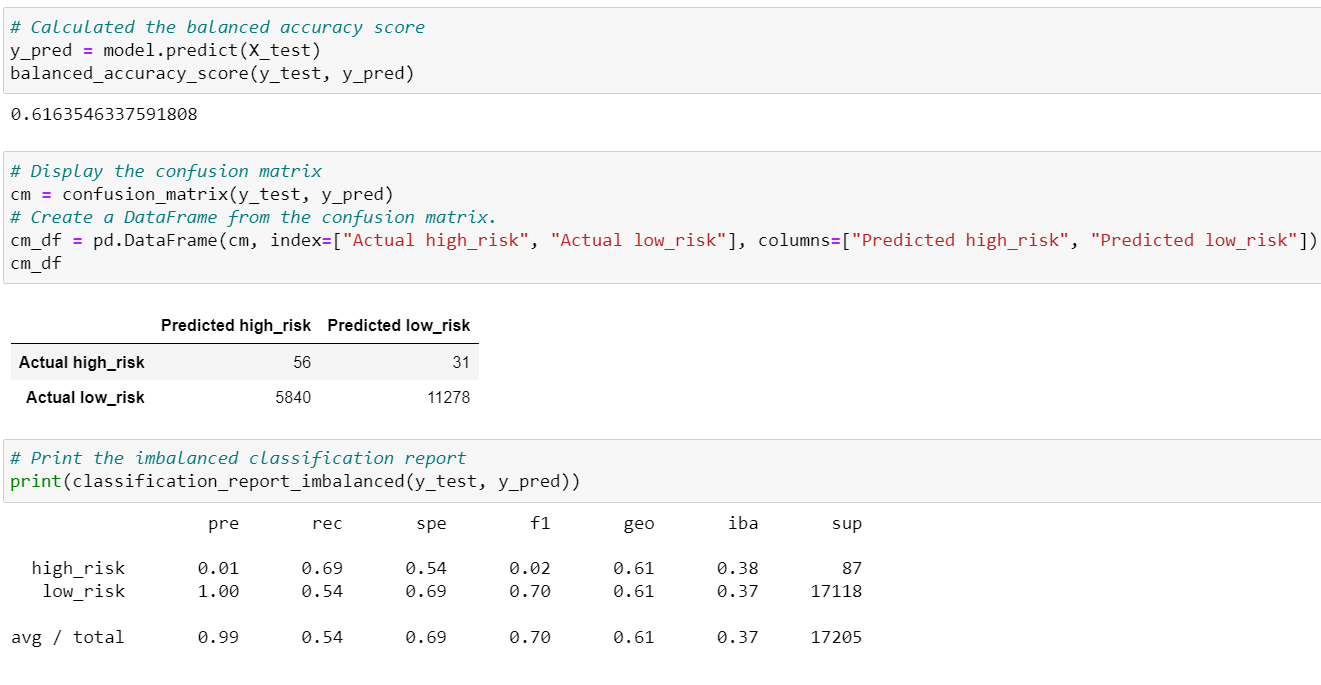 # Calculated the balanced accuracy score
y_pred = model.predict(X_test)
balanced_accuracy_score(y_test, y_pred)
0.6163546337591808
# Display the confusion matrix
cm = confusion_matrix(y_test, y_pred)
# Create a DataFrame from the confusion matrix.
cm_df = pd.DataFrame(cm, index=["Actual high_risk", "Actual low_risk"], columns=["Predicted high_risk", "Predicted low_risk"])
cm_df
Predicted high_risk Predicted low_risk
Actual high_risk 56 31
Actual low_risk 5840 11278
# Print the imbalanced classification report
print(classification_report_imbalanced(y_test, y_pred))
pre rec spe f1 geo iba sup
high_risk 0.01 0.69 0.54 0.02 0.61 0.38 87
low_risk 1.00 0.54 0.69 0.70 0.61 0.37 17118
avg / total 0.99 0.54 0.69 0.70 0.61 0.37 17205